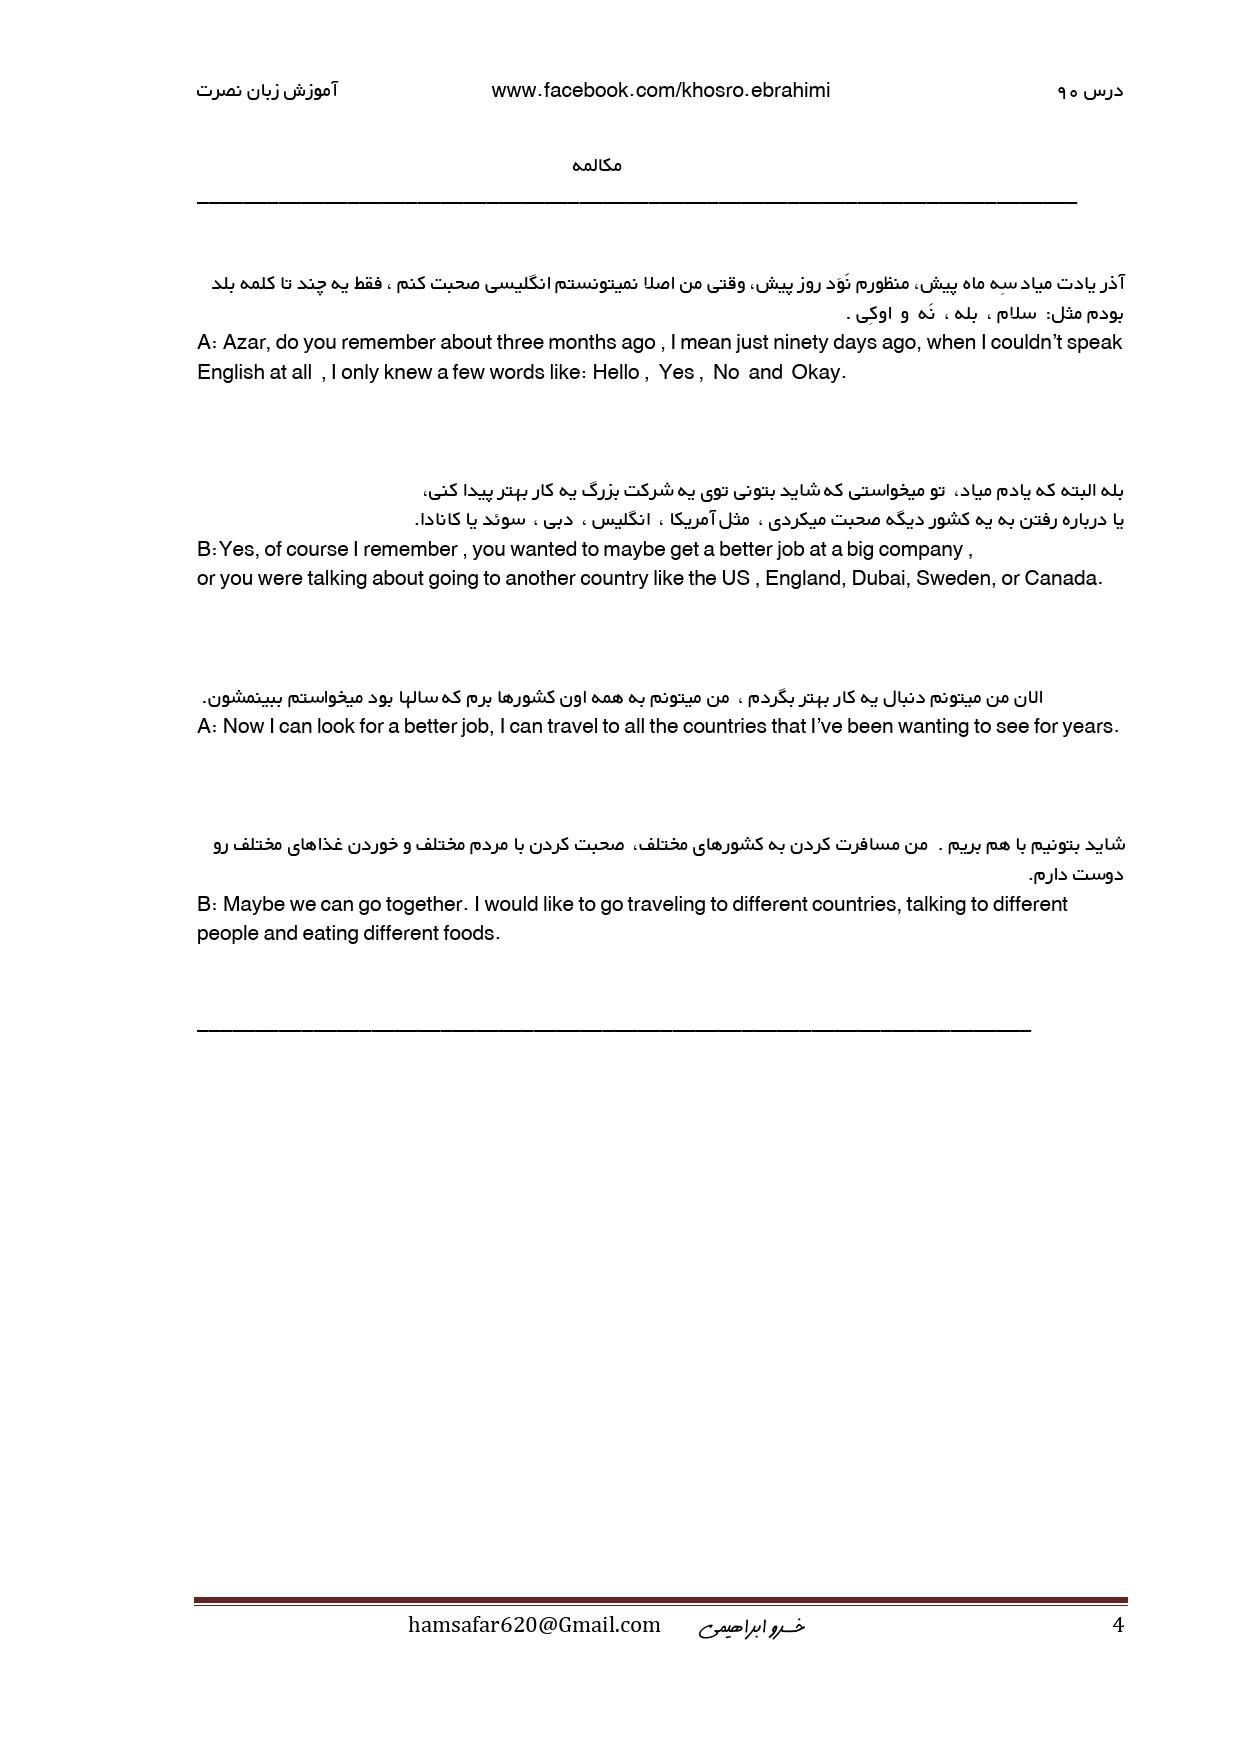 درس ۹۰ www.facebook.com/khosro.ebrahimi آموزش زبان نصرت
مکالمه
آذر یادت میاد سِه ماه پیش، منظورم نَوَد روز پیش، وقتی من اصلا نمیتونستم انگلیسی صحبت کنم ، فقط یه چند تا کلمه بلد
بودم مثل: سلام ، بله ، نَه و اوکِی .
A: Azar, do you remember about three months ago , I mean just ninety days ago, when I couldn’t speak
English at all , I only knew a few words like: Hello , Yes , No and Okay.
بله البته که یادم میاد، تو میخواستی که شاید بتونی توی یه شرکت بزرگ یه کار بهتر پیدا کنی،
یا درباره رفتن به یه کشور دیگه صحبت میکردی ، مثل آمریکا ، انگلیس ، دبی ، سوئد یا کانادا.
B:Yes, of course I remember , you wanted to maybe get a better job at a big company ,
or you were talking about going to another country like the US , England, Dubai, Sweden, or Canada.
الان من میتونم دنبال یه کار بهتر بگردم ، من میتونم به همه اون کشورها برم که سالها بود میخواستم ببینمشون.
A: Now I can look for a better job, I can travel to all the countries that I’ve been wanting to see for years.
شاید بتونیم با هم بریم . من مسافرت کردن به کشورهای مختلف، صحبت کردن با مردم مختلف و خوردن غذاهای مختلف رو
دوست دارم.
B: Maybe we can go together. I would like to go traveling to different countries, talking to different
people and eating different foods.
hamsafar620@Gmail.com خسرو ابراهیمی 4